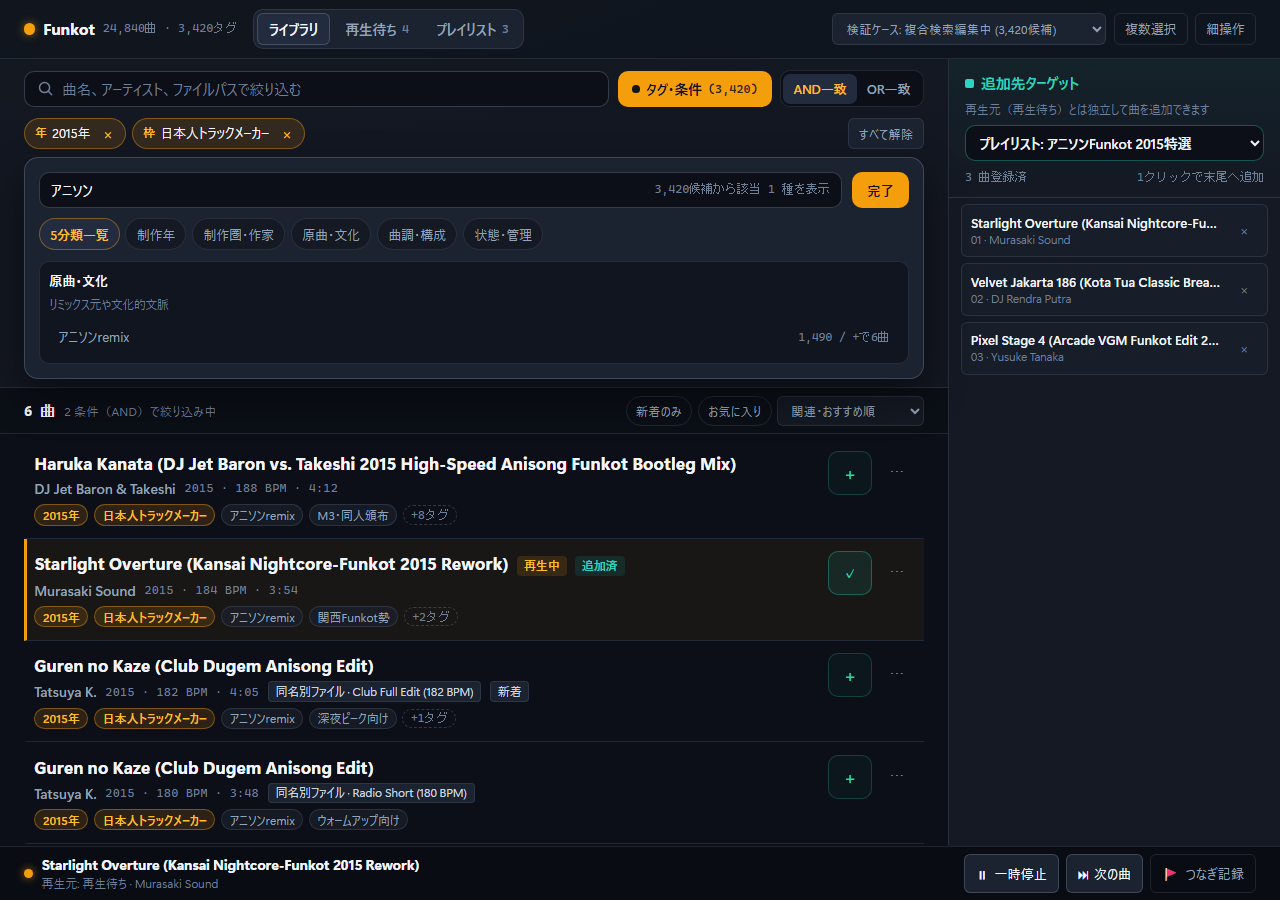 Funkot 24,840曲 · 3,420タグ ライブラリ 再生待ち 4 プレイリスト 3 検証ケース: 複合検索編集中 (3,420候補) 複数選択 細操作
曲名、アーティスト、ファイルパスで絞り込む タグ・条件 (3,420) AND一致 OR一致
年 2015年 × 枠 日本人トラックメーカー × すべて解除
アニソン 3,420候補から該当 1 種を表示 完了
5分類一覧 制作年 制作圏・作家 原曲・文化 曲調・構成 状態・管理
原曲・文化
リミックス元や文化的文脈
アニソンremix 1,490 / +で6曲
6 曲 2 条件（AND）で絞り込み中 新着のみ お気に入り 関連・おすすめ順
Haruka Kanata (DJ Jet Baron vs. Takeshi 2015 High-Speed Anisong Funkot Bootleg Mix) + ...
DJ Jet Baron & Takeshi 2015 · 188 BPM · 4:12
2015年 日本人トラックメーカー アニソンremix M3・同人頒布 +8タグ
Starlight Overture (Kansai Nightcore-Funkot 2015 Rework) 再生中 追加済 ✓ ...
Murasaki Sound 2015 · 184 BPM · 3:54
2015年 日本人トラックメーカー アニソンremix 関西Funkot勢 +2タグ
Guren no Kaze (Club Dugem Anisong Edit) + ...
Tatsuya K. 2015 · 182 BPM · 4:05 同名別ファイル · Club Full Edit (182 BPM) 新着
2015年 日本人トラックメーカー アニソンremix 深夜ピーク向け +1タグ
Guren no Kaze (Club Dugem Anisong Edit) + ...
Tatsuya K. 2015 · 180 BPM · 3:48 同名別ファイル · Radio Short (180 BPM)
2015年 日本人トラックメーカー アニソンremix ウォームアップ向け
追加先ターゲット
再生元（再生待ち）とは独立して曲を追加できます
プレイリスト: アニソンFunkot 2015特選
3 曲登録済 1クリックで末尾へ追加
Starlight Overture (Kansai Nightcore-Fu... ×
01 · Murasaki Sound
Velvet Jakarta 186 (Kota Tua Classic Brea... ×
02 · DJ Rendra Putra
Pixel Stage 4 (Arcade VGM Funkot Edit 2... ×
03 · Yusuke Tanaka
Starlight Overture (Kansai Nightcore-Funkot 2015 Rework)
再生元: 再生待ち · Murasaki Sound
⏸ 一時停止 ⏭ 次の曲 🚩 つなぎ記録